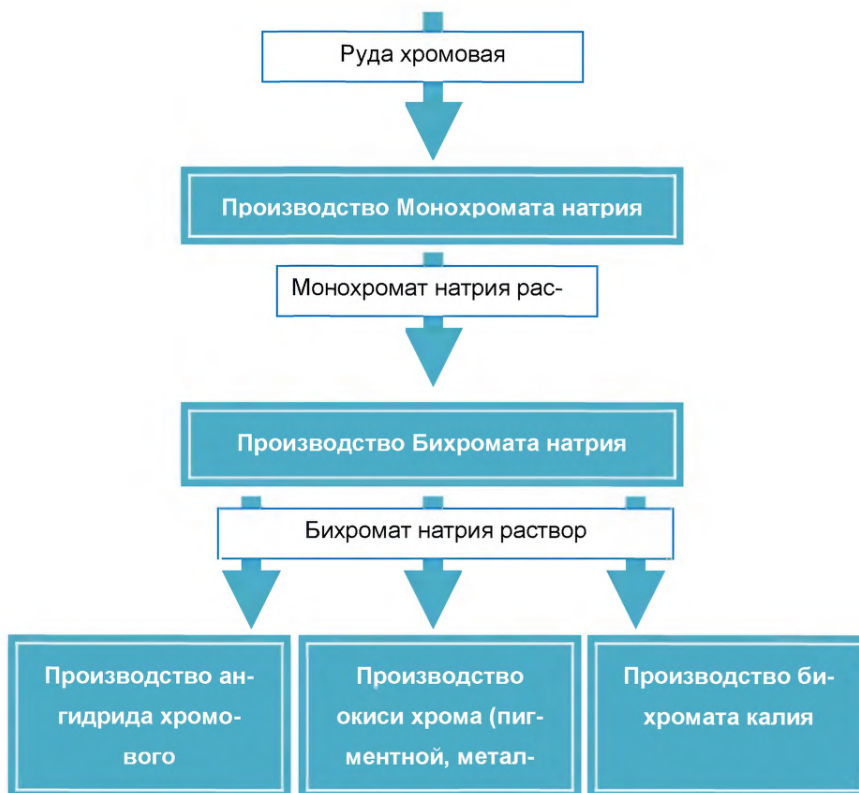 Руда хромовая
Производство Монохромата натрия
Монохромат натрия рас-
Производство Бихромата натрия
Бихромат натрия раствор
Производство ан-
гидрида хромо-
вого
Производство
окиси хрома (пиг-
ментной, метал-
Производство би-
хромата калия